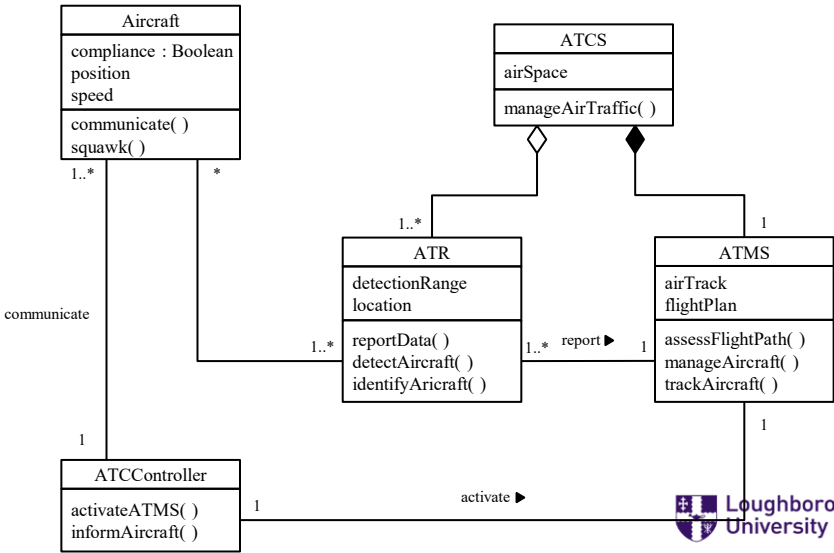 Aircraft
compliance : Boolean
position
speed
communicate( )
squawk( )
ATCS
airSpace
manageAirTraffic( )
1..*
*
1..*
1
ATR
detectionRange
location
reportData( )
detectAircraft( )
identifyAricraft( )
ATMS
airTrack
flightPlan
assessFlightPath( )
manageAircraft( )
trackAircraft( )
communicate
1..*
1..*
report ▶
1
1
1
ATCController
activateATMS( )
informAircraft( )
1
activate ▶
Loughboro
University